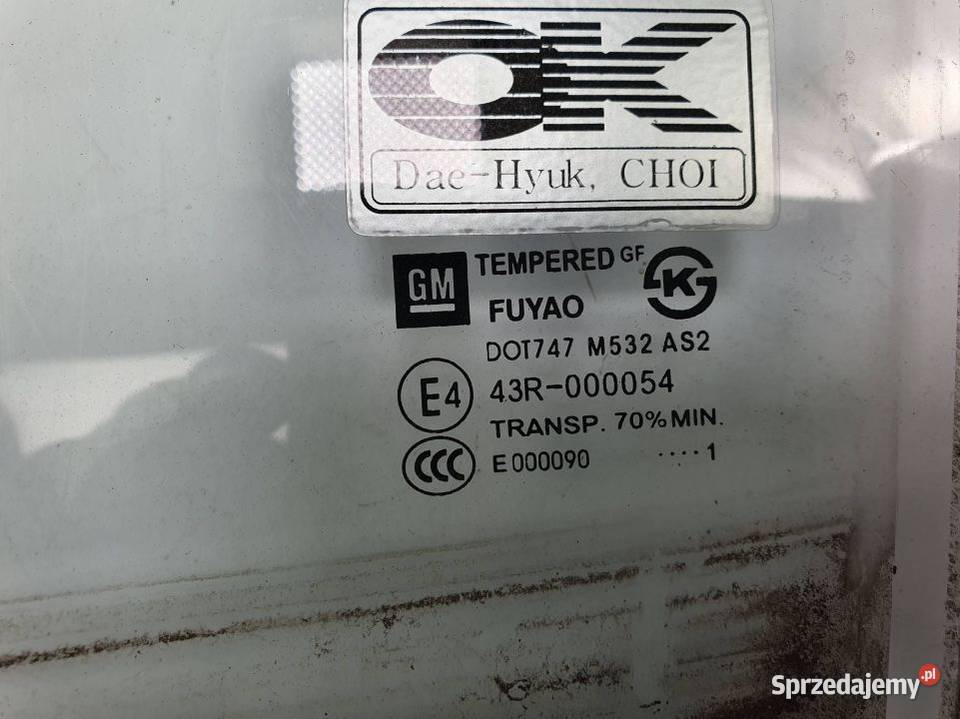 OK
Dae-Hyuk, CHOI
GM TEMPERED GF K
FUYAO
DOT747 M532 AS2
E4 43R-000054
TRANSP. 70% MIN.
CCC E000090 ····1
Sprzedajemy.pl